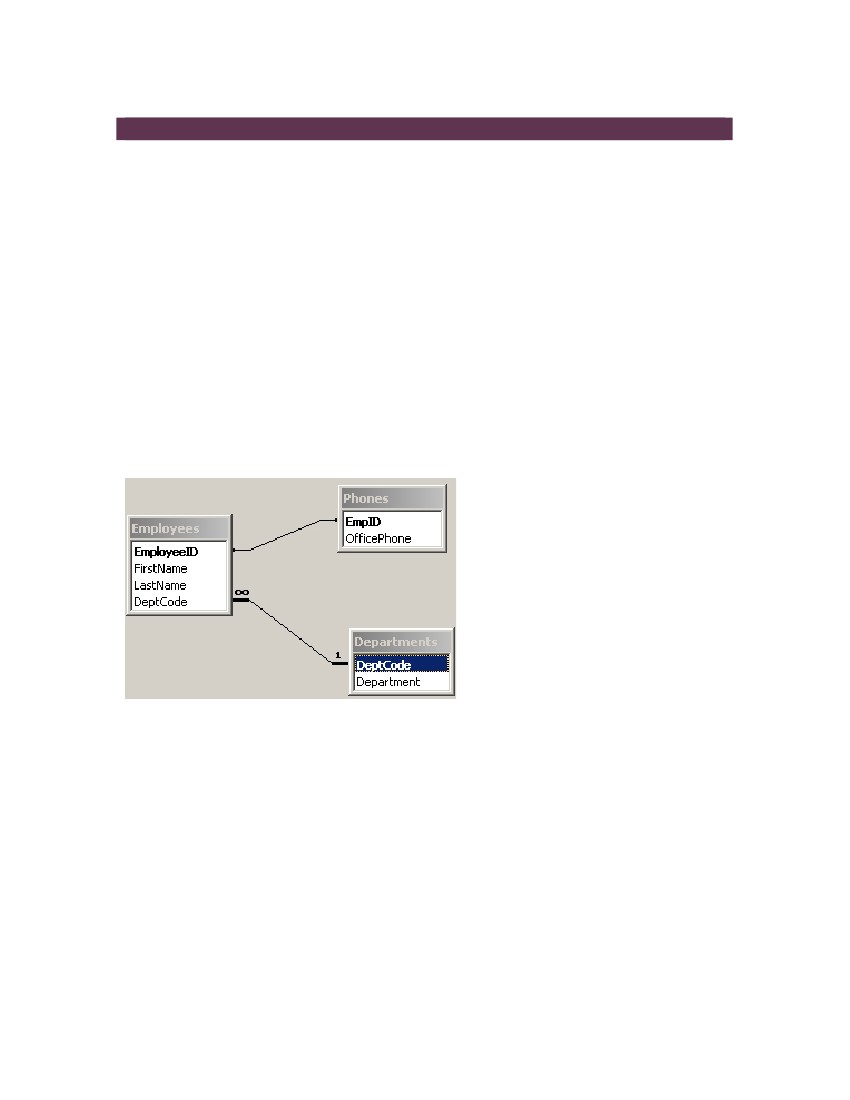 Employees
EmployeeID
FirstName
LastName
DeptCode
∞
Phones
EmpID
OfficePhone
1
Departments
DeptCode
Department